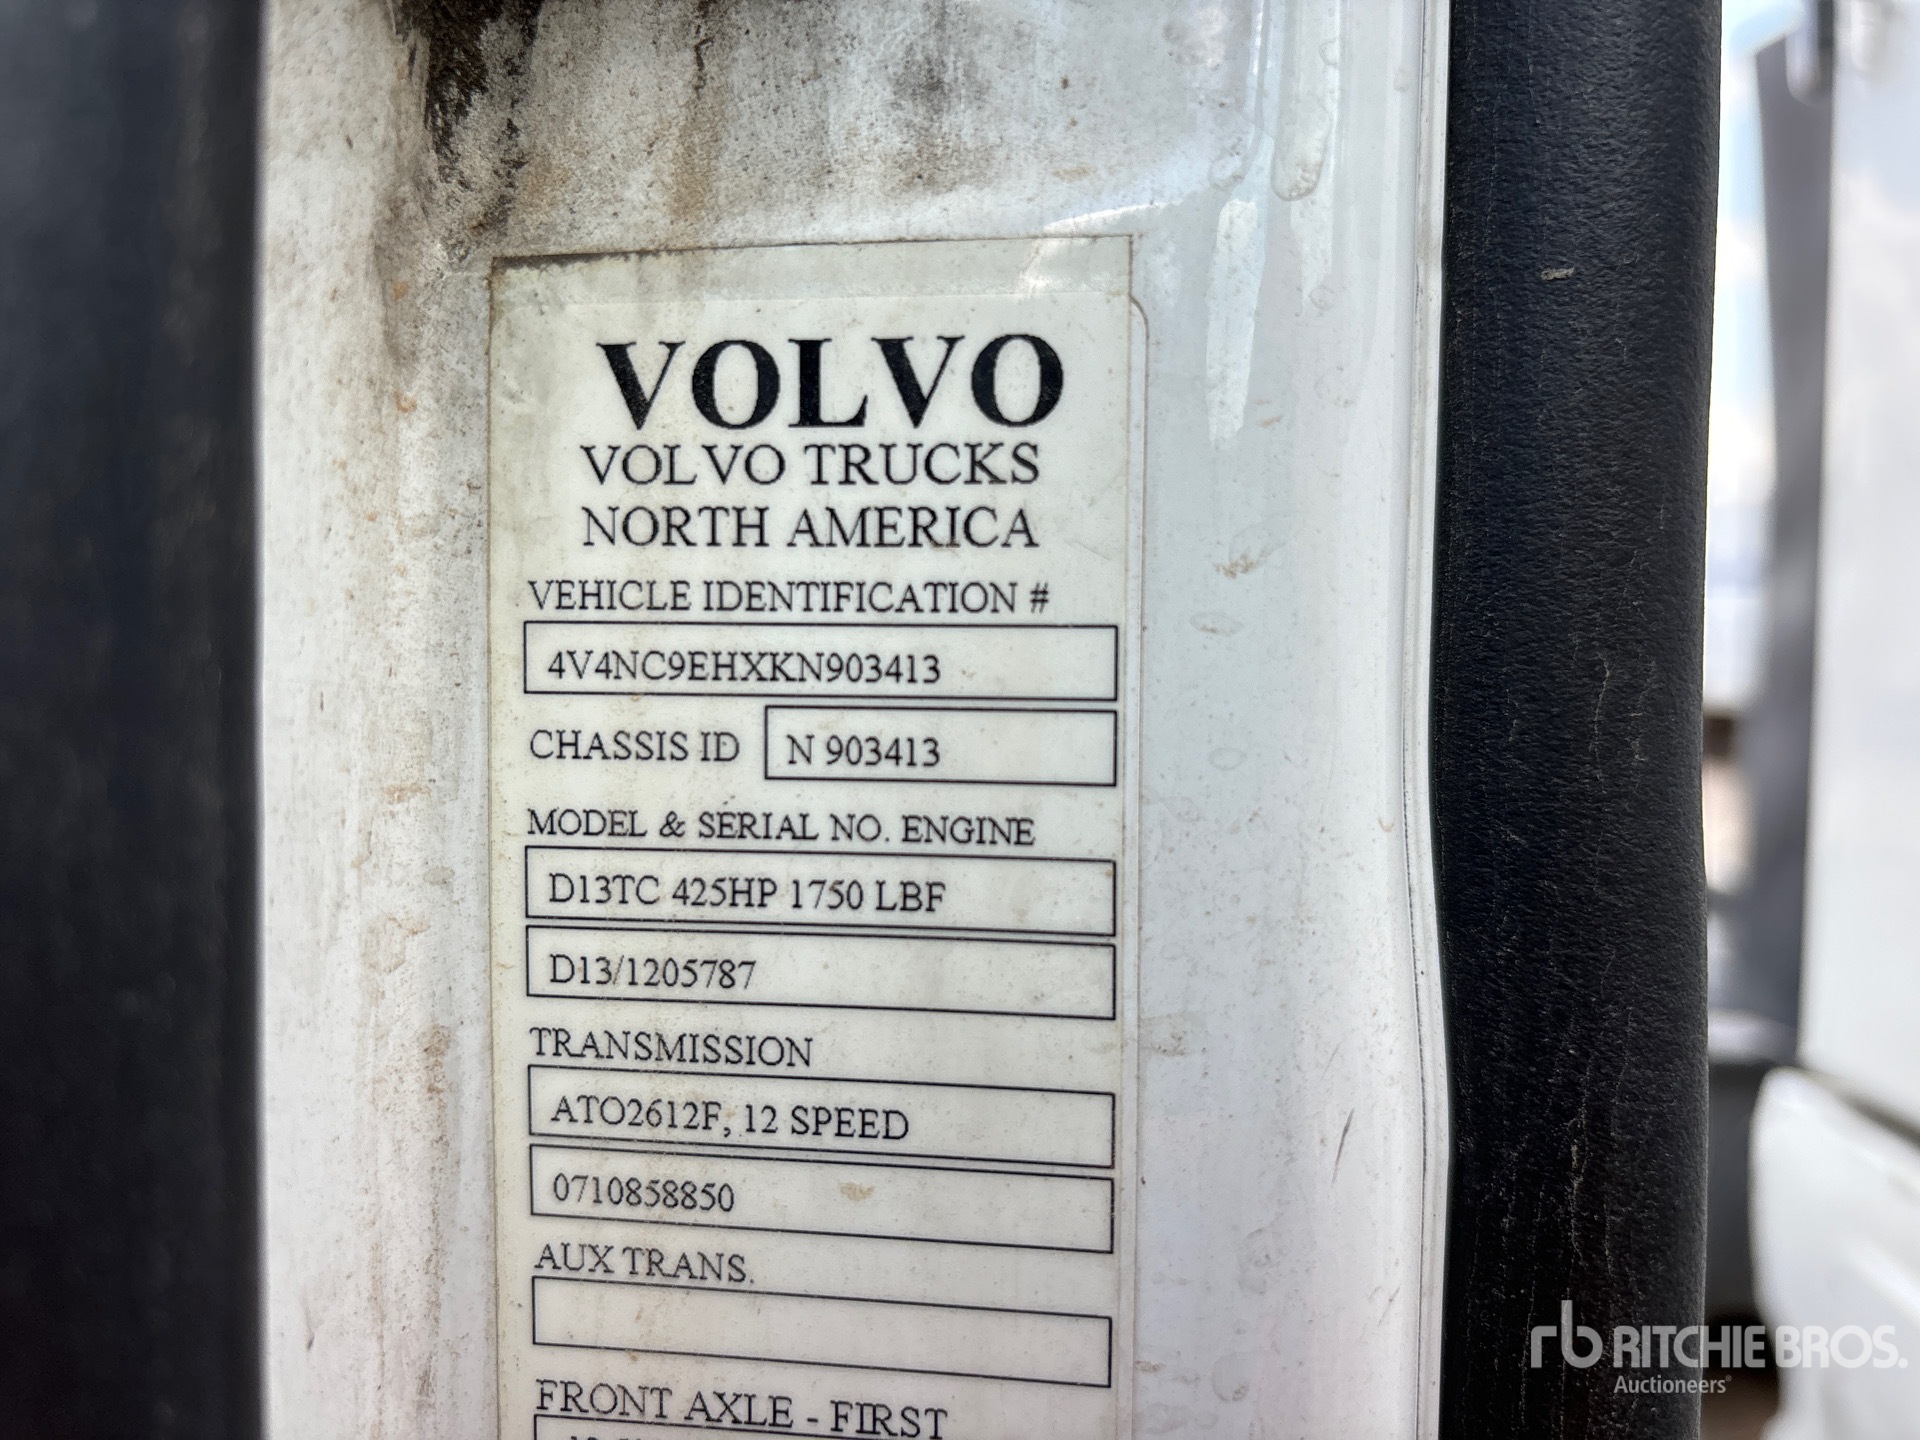 VOLVO
VOLVO TRUCKS
NORTH AMERICA
VEHICLE IDENTIFICATION #
4V4NC9EHXKN903413
CHASSIS ID N 903413
MODEL & SERIAL NO. ENGINE
D13TC 425HP 1750 LBF
D13/1205787
TRANSMISSION
ATO2612F, 12 SPEED
0710858850
AUX TRANS.
FRONT AXLE - FIRST
rb RITCHIE BROS.
Auctioneers